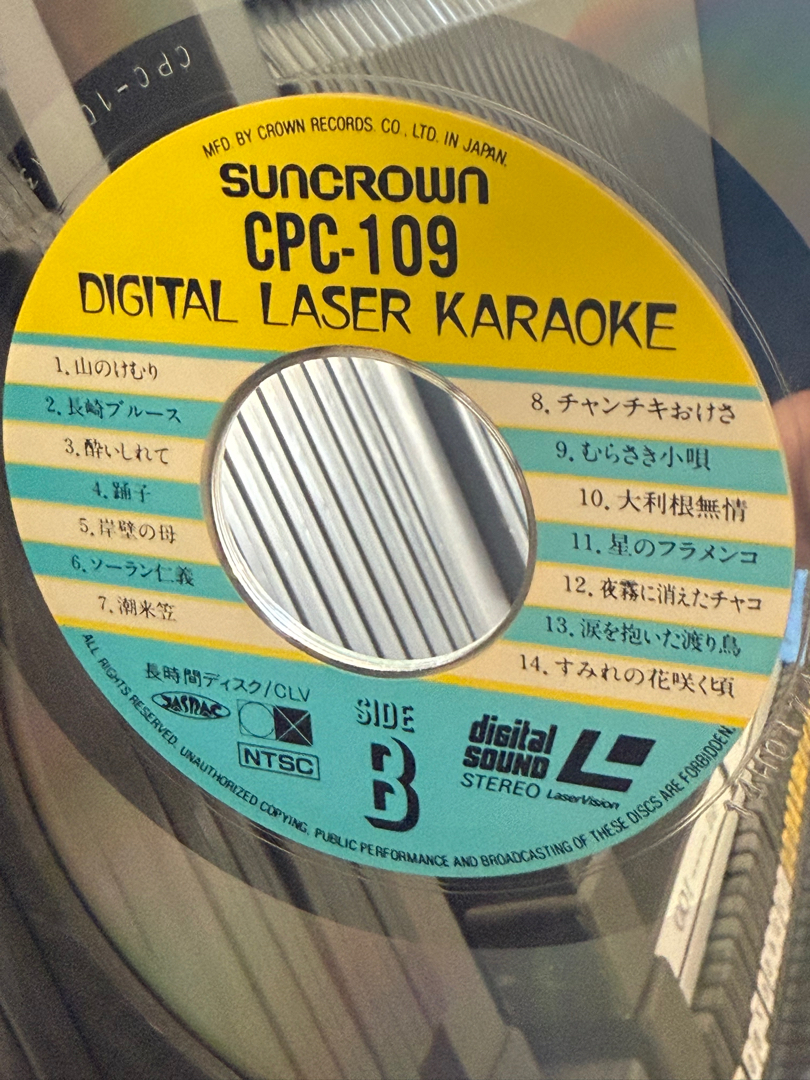 CPC-10
MFD. BY CROWN RECORDS. CO., LTD. IN JAPAN.
SUNCROWN
CPC-109
DIGITAL LASER KARAOKE
1.山のけむり
2.長崎ブルース
3.酔いしれて
4.踊子
5.岸壁の母
6.ソーラン仁義
7.潮来笠
8.チャンチキおけさ
9.むらさき小唄
10.大利根無情
11.星のフラメンコ
12.夜霧に消えたチャコ
13.涙を抱いた渡り鳥
14.すみれの花咲く頃
長時間ディスク/CLV
JASRAC
NTSC
SIDE
B
digital
SOUND
STEREO
LaserVision
ALL RIGHTS RESERVED. UNAUTHORIZED COPYING, PUBLIC PERFORMANCE AND BROADCASTING OF THESE DISCS ARE FORBIDDEN.